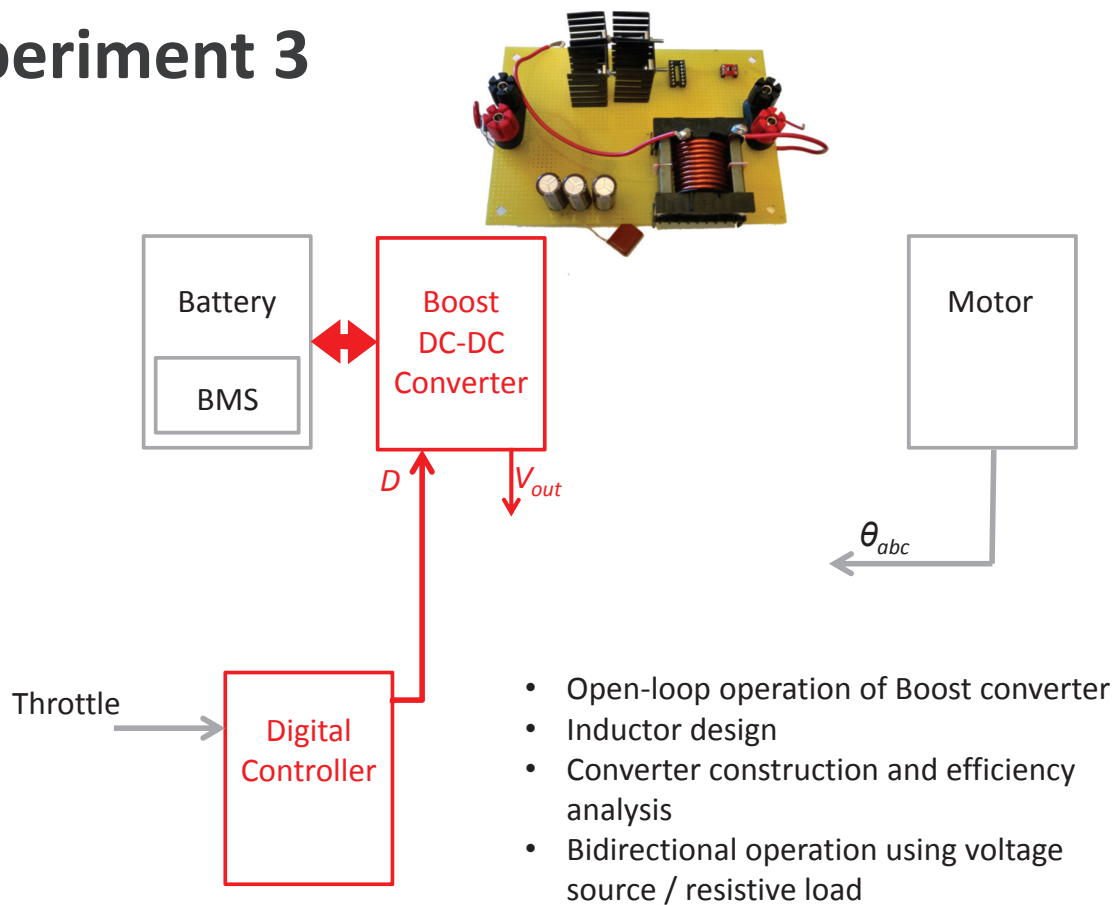 periment 3
Battery
BMS
Boost
DC-DC
Converter
Motor
D
Vout
θabc
Throttle
Digital
Controller
• Open-loop operation of Boost converter
• Inductor design
• Converter construction and efficiency
analysis
• Bidirectional operation using voltage
source / resistive load